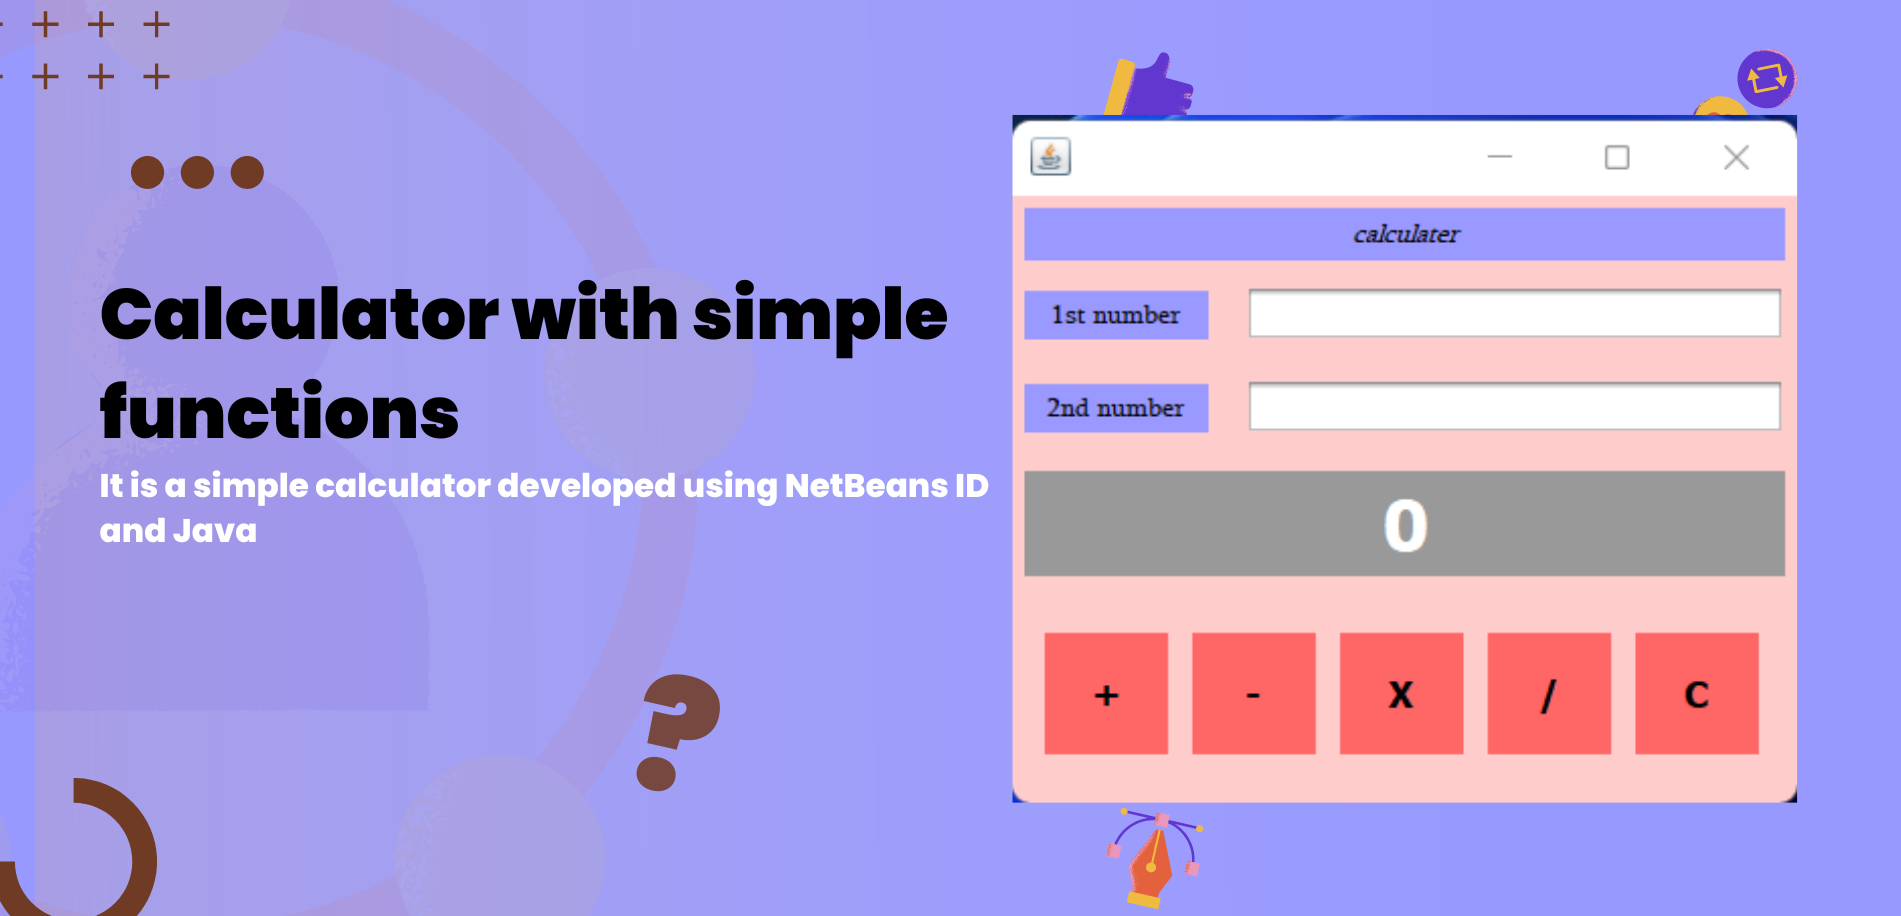 Calculator with simple
functions
It is a simple calculator developed using NetBeans ID
and Java
calculater
1st number
2nd number
0
+ - X / C
?